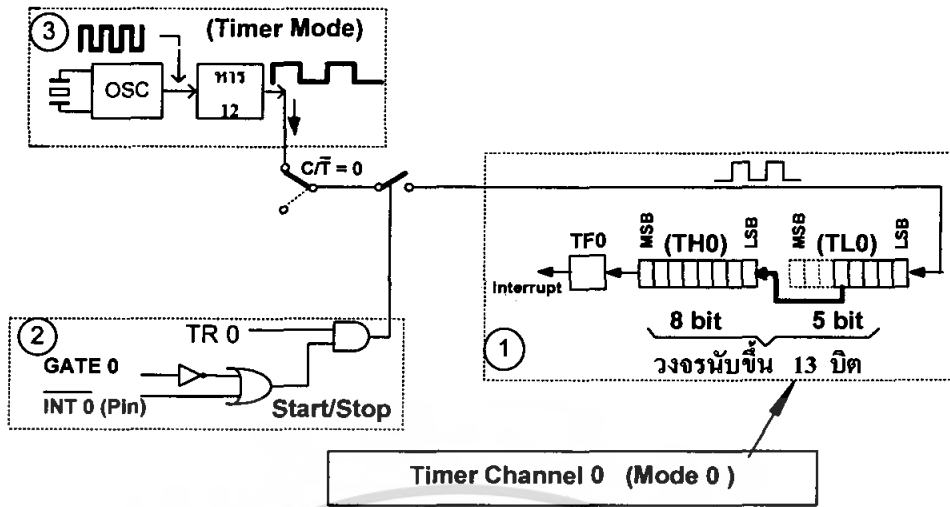 3
(Timer Mode)
OSC
หาร
12
C/T̅ = 0
TF0
MSB
(TH0)
LSB
MSB
(TL0)
LSB
Interrupt
8 bit
5 bit
วงจรนับขึ้น 13 บิต
1
2
TR 0
GATE 0
I̅N̅T̅ 0 (Pin)
Start/Stop
Timer Channel 0 (Mode 0 )